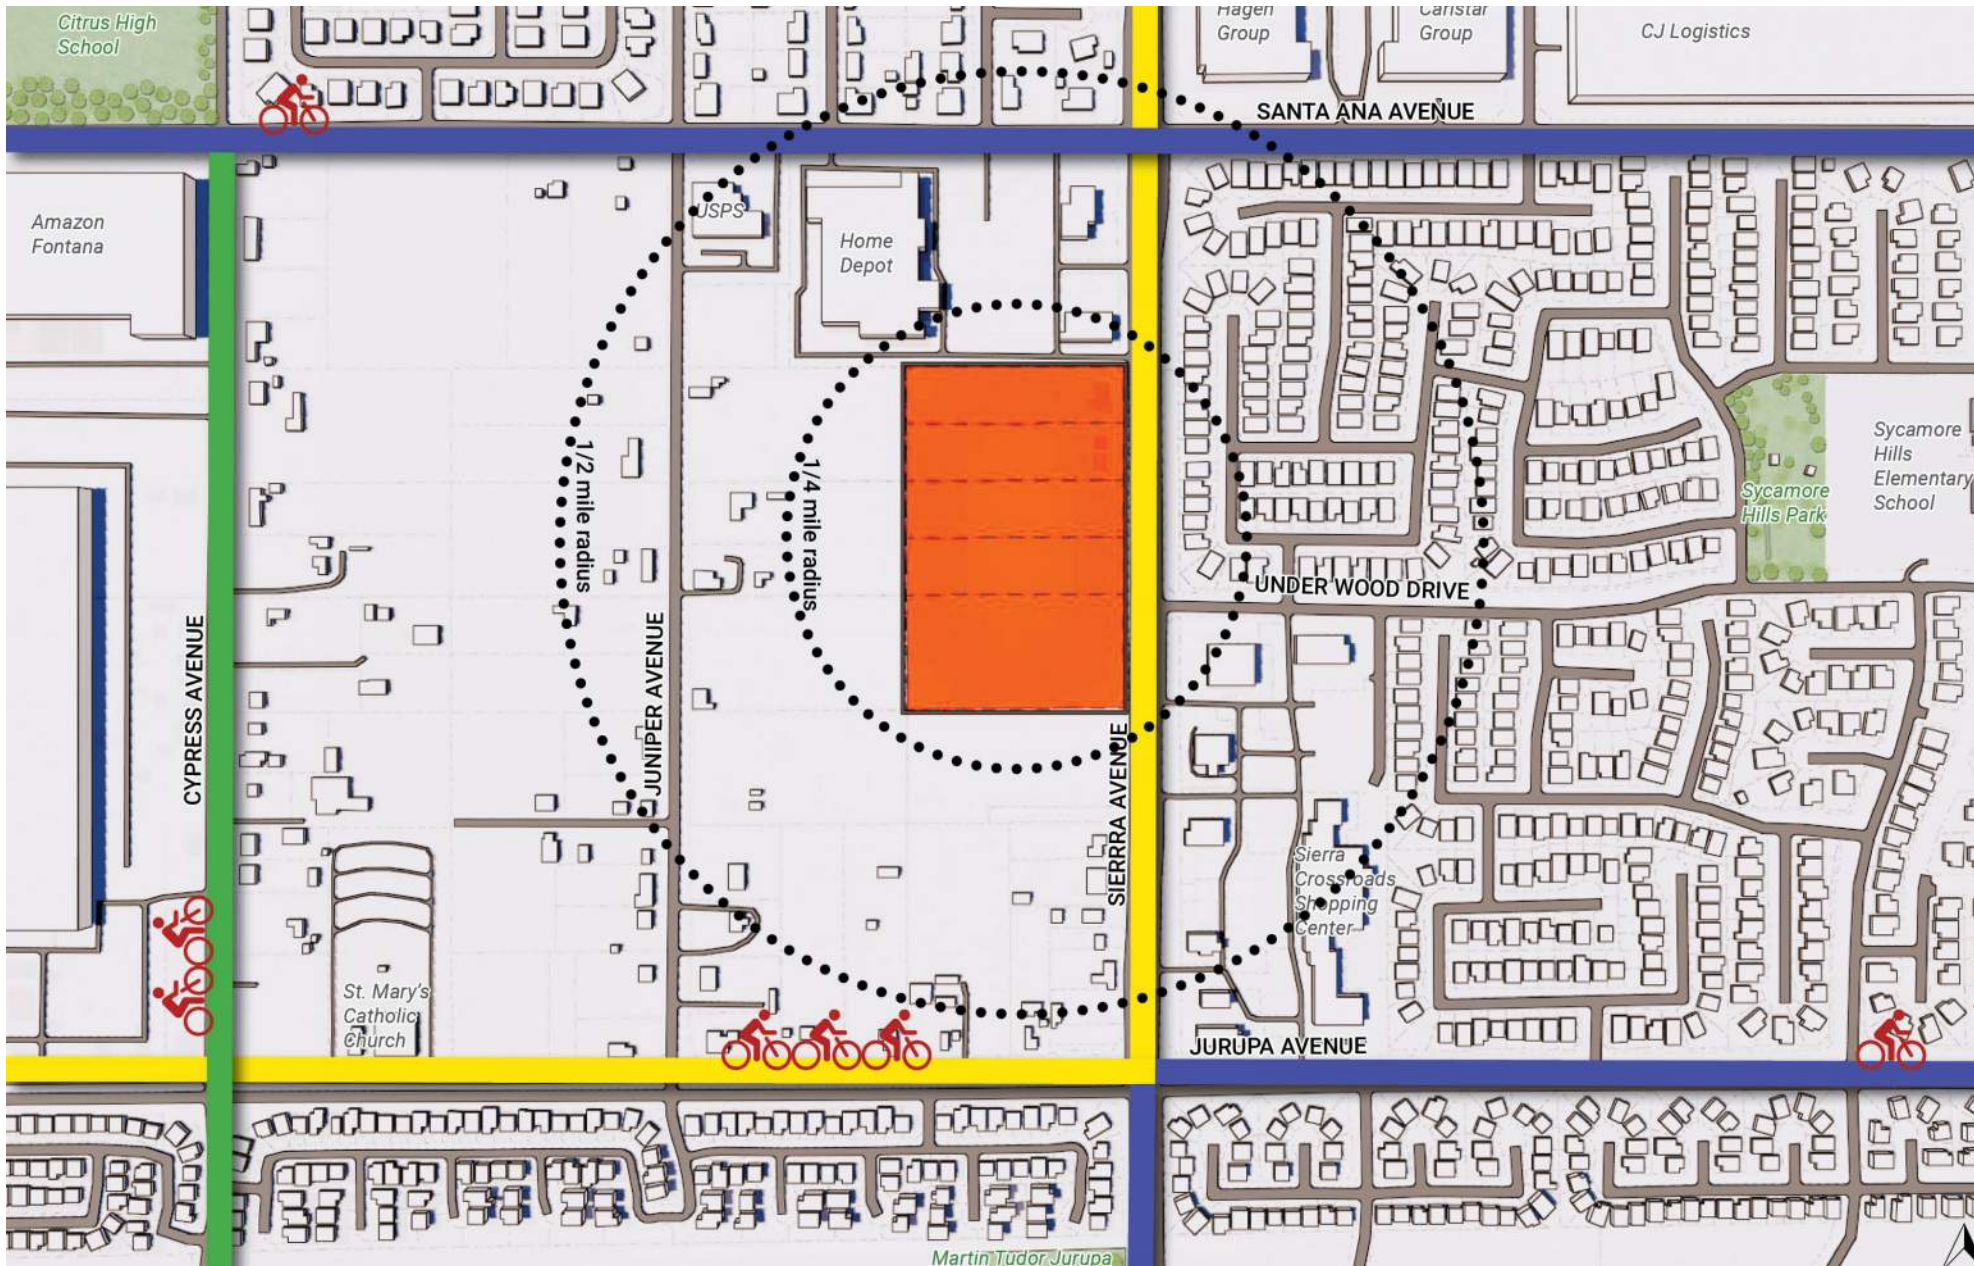 Citrus High
School
Hagen
Group
Caristar
Group
CJ Logistics
SANTA ANA AVENUE
Amazon
Fontana
USPS
Home
Depot
1/2 mile radius
1/4 mile radius
Sycamore
Hills
Elementary
School
Sycamore
Hills Park
UNDER WOOD DRIVE
CYPRESS AVENUE
JUNIPER AVENUE
SIERRA AVENUE
Sierra
Crossroads
Shopping
Center
St. Mary's
Catholic
Church
JURUPA AVENUE
Martin Tudor Jurupa